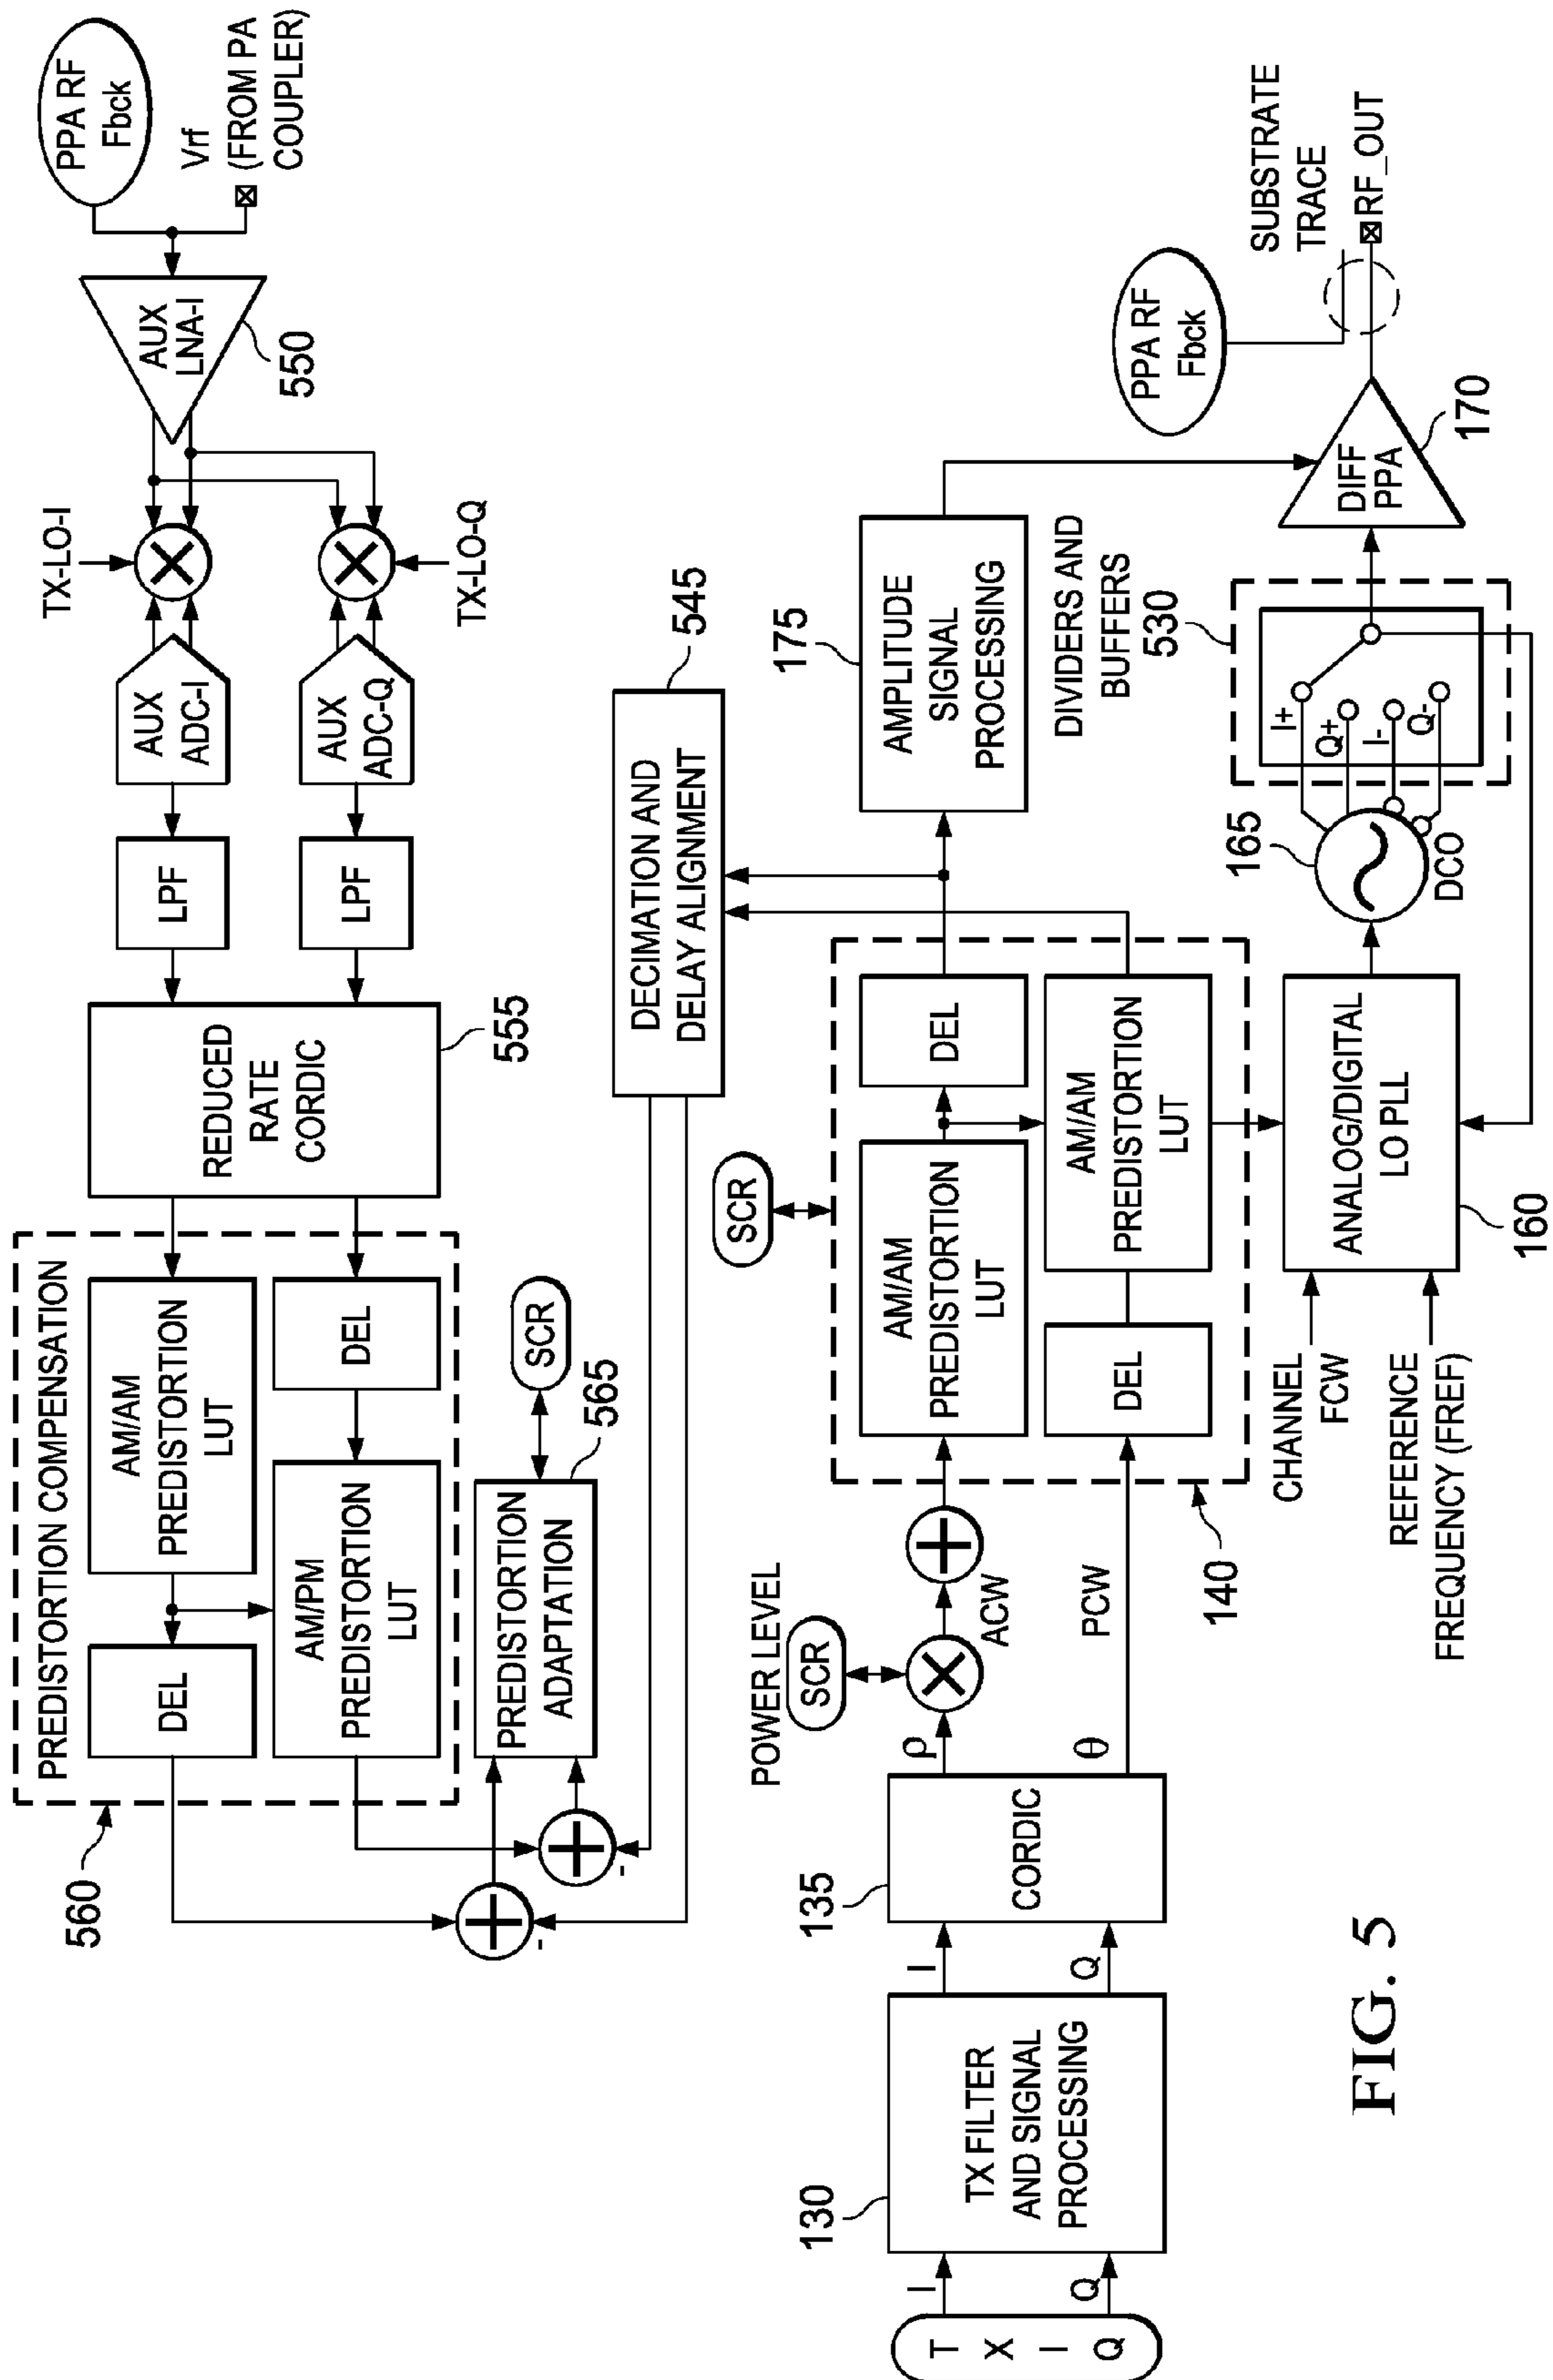 PPA RF
Fbck
Vrf
(FROM PA
COUPLER)
AUX
LNA-I
550
TX-LO-I
TX-LO-Q
AUX
ADC-I
AUX
ADC-Q
LPF
LPF
REDUCED
RATE
CORDIC
555
PREDISTORTION COMPENSATION
AM/AM
PREDISTORTION
LUT
DEL
DEL
AM/PM
PREDISTORTION
LUT
560
SCR
565
PREDISTORTION
ADAPTATION
-
-
545
DECIMATION AND
DELAY ALIGNMENT
TX IQ
I
Q
130
TX FILTER
AND SIGNAL
PROCESSING
I
Q
135
CORDIC
ρ
θ
POWER LEVEL
SCR
ACW
PCW
140
SCR
AM/AM
PREDISTORTION
LUT
DEL
DEL
AM/AM
PREDISTORTION
LUT
175
AMPLITUDE
SIGNAL
PROCESSING
CHANNEL
FCW
REFERENCE
FREQUENCY (FREF)
ANALOG/DIGITAL
LO PLL
160
165
DCO
DIVIDERS AND
BUFFERS
530
I+
Q+
I-
Q-
DIFF
PPA
170
PPA RF
Fbck
SUBSTRATE
TRACE
RF_OUT
FIG. 5